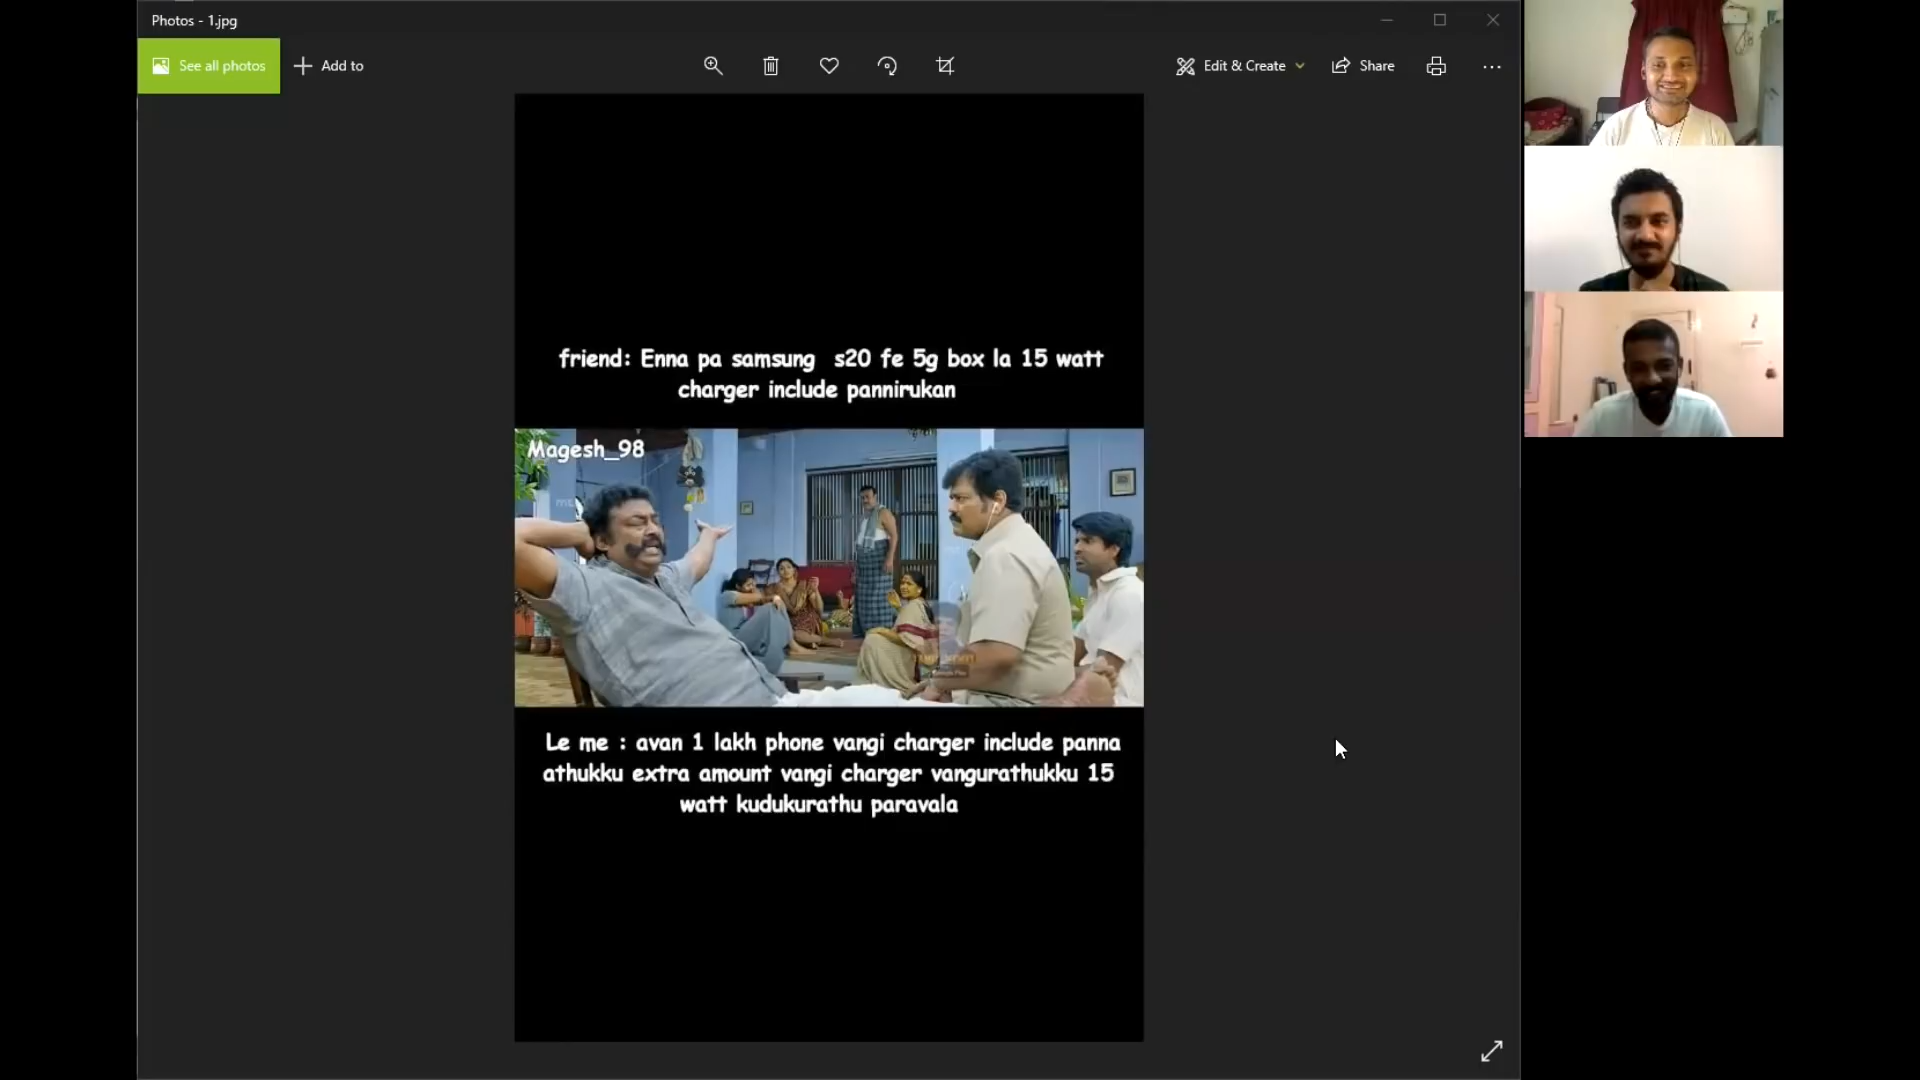 Photos - 1.jpg
See all photos
Add to
Edit & Create
Share
friend: Enna pa samsung s20 fe 5g box la 15 watt
charger include pannirukan
Magesh_98
Le me : avan 1 lakh phone vangi charger include panna
athukku extra amount vangi charger vangurathukku 15
watt kudukurathu paravala